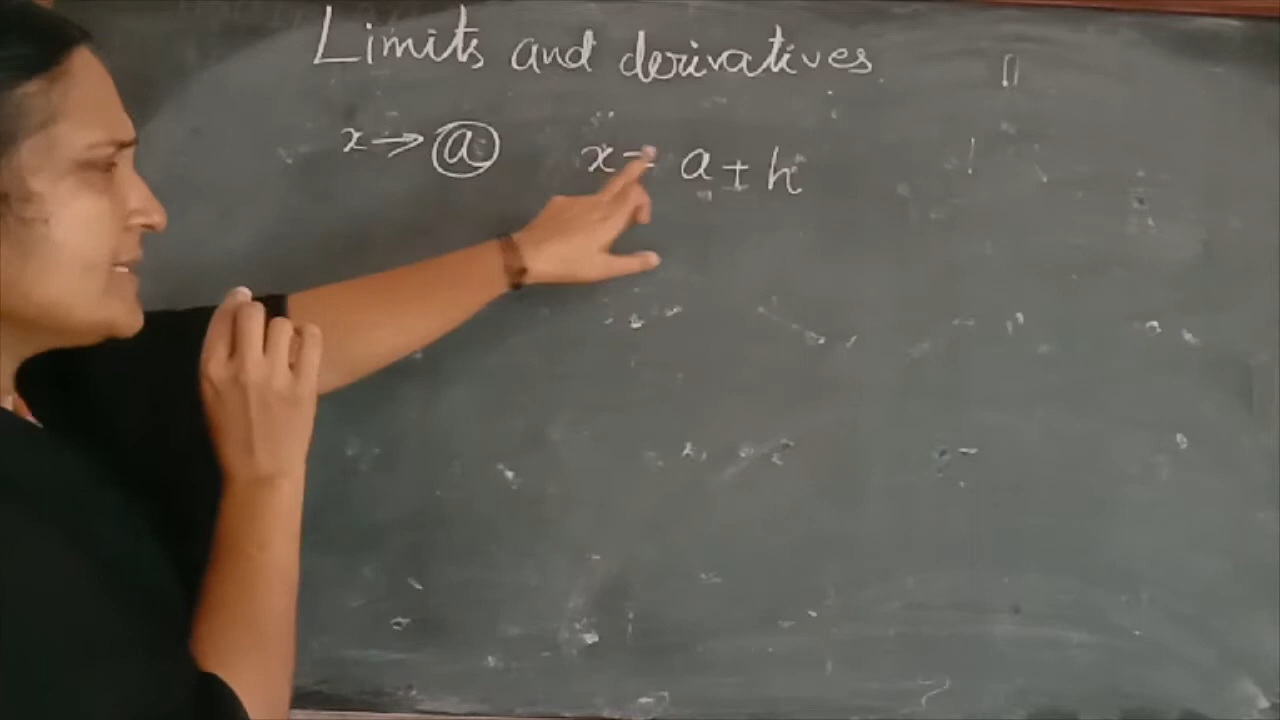 Limits and derivatives
x → a x = a ± h